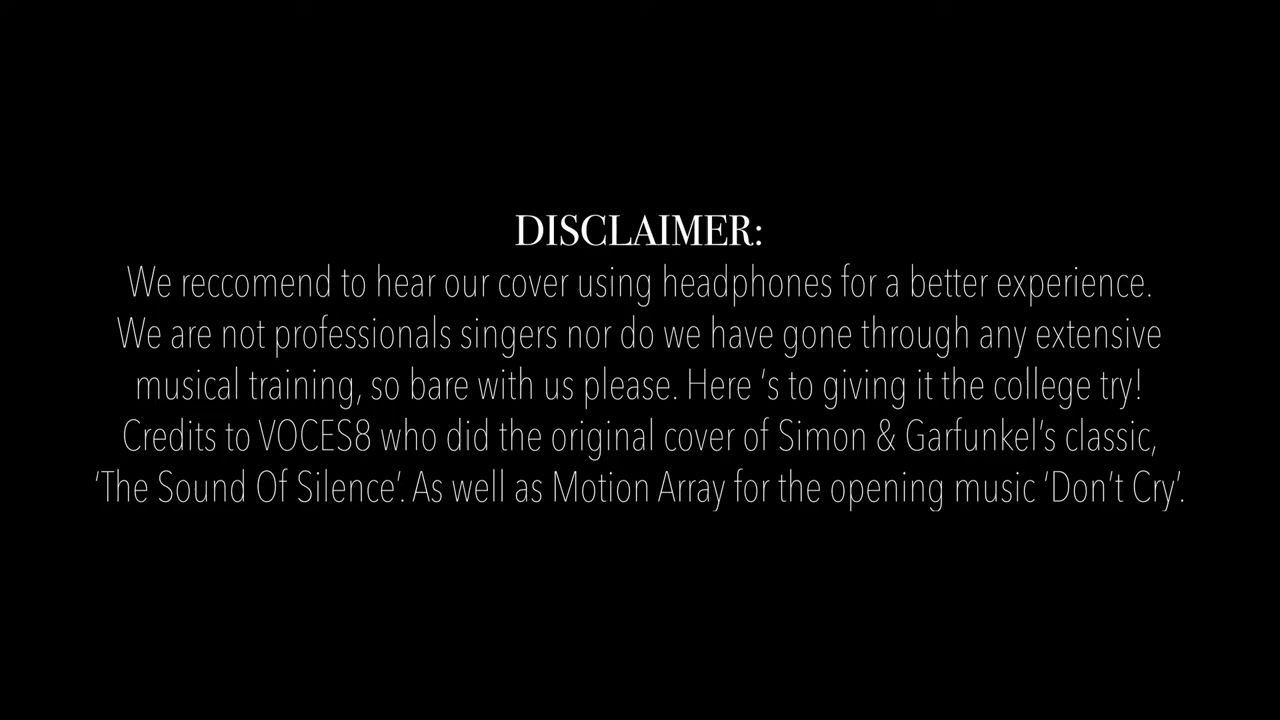 DISCLAIMER:
We reccomend to hear our cover using headphones for a better experience.
We are not professionals singers nor do we have gone through any extensive
musical training, so bare with us please. Here ‘s to giving it the college try!
Credits to VOCES8 who did the original cover of Simon & Garfunkel’s classic,
‘The Sound Of Silence’. As well as Motion Array for the opening music ‘Don’t Cry’.